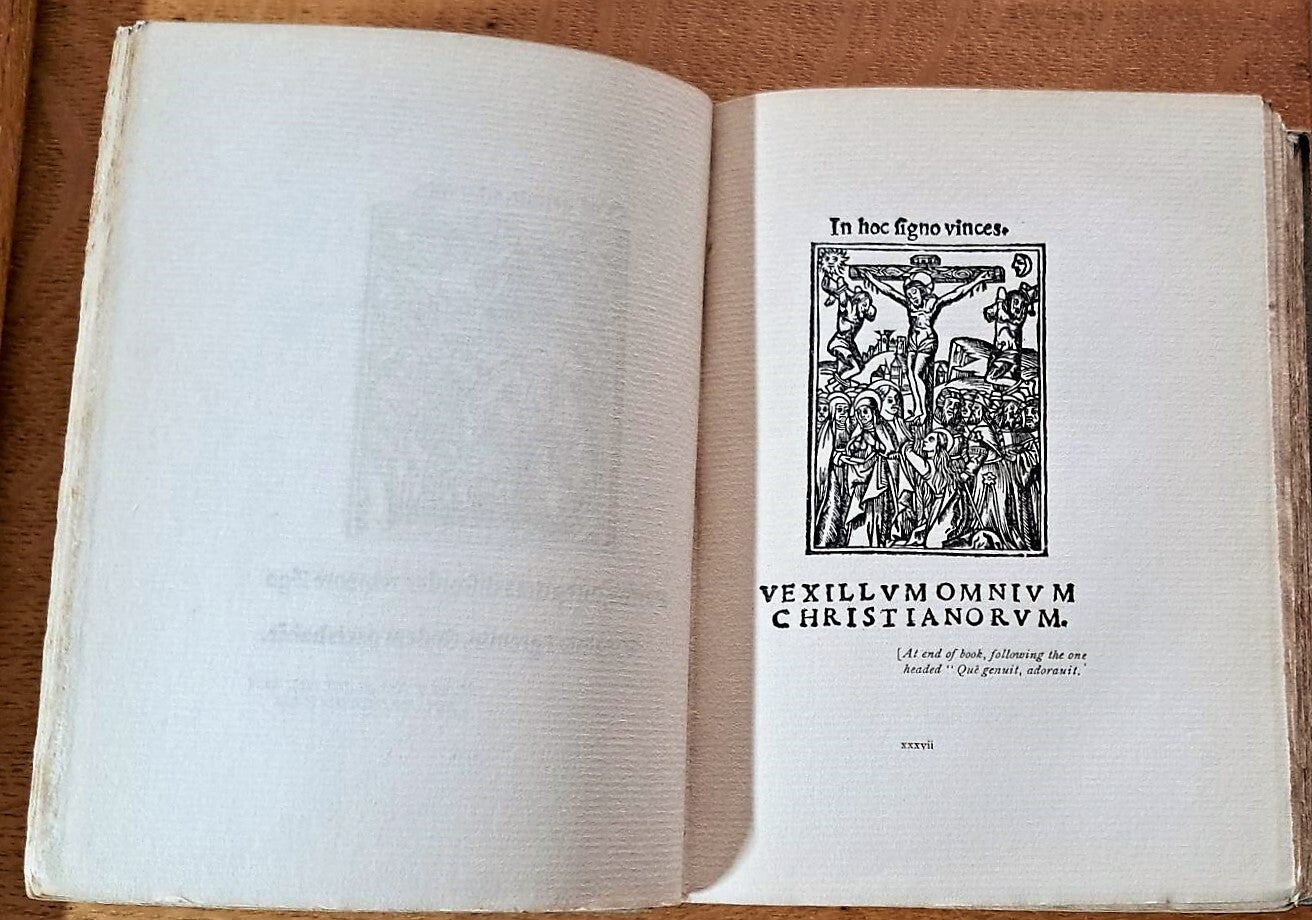 In hoc ſigno vinces.
VEXILLVM OMNIVM
CHRISTIANORVM.
[At end of book, following the one
headed " Quē genuit, adorauit.
xxxvii